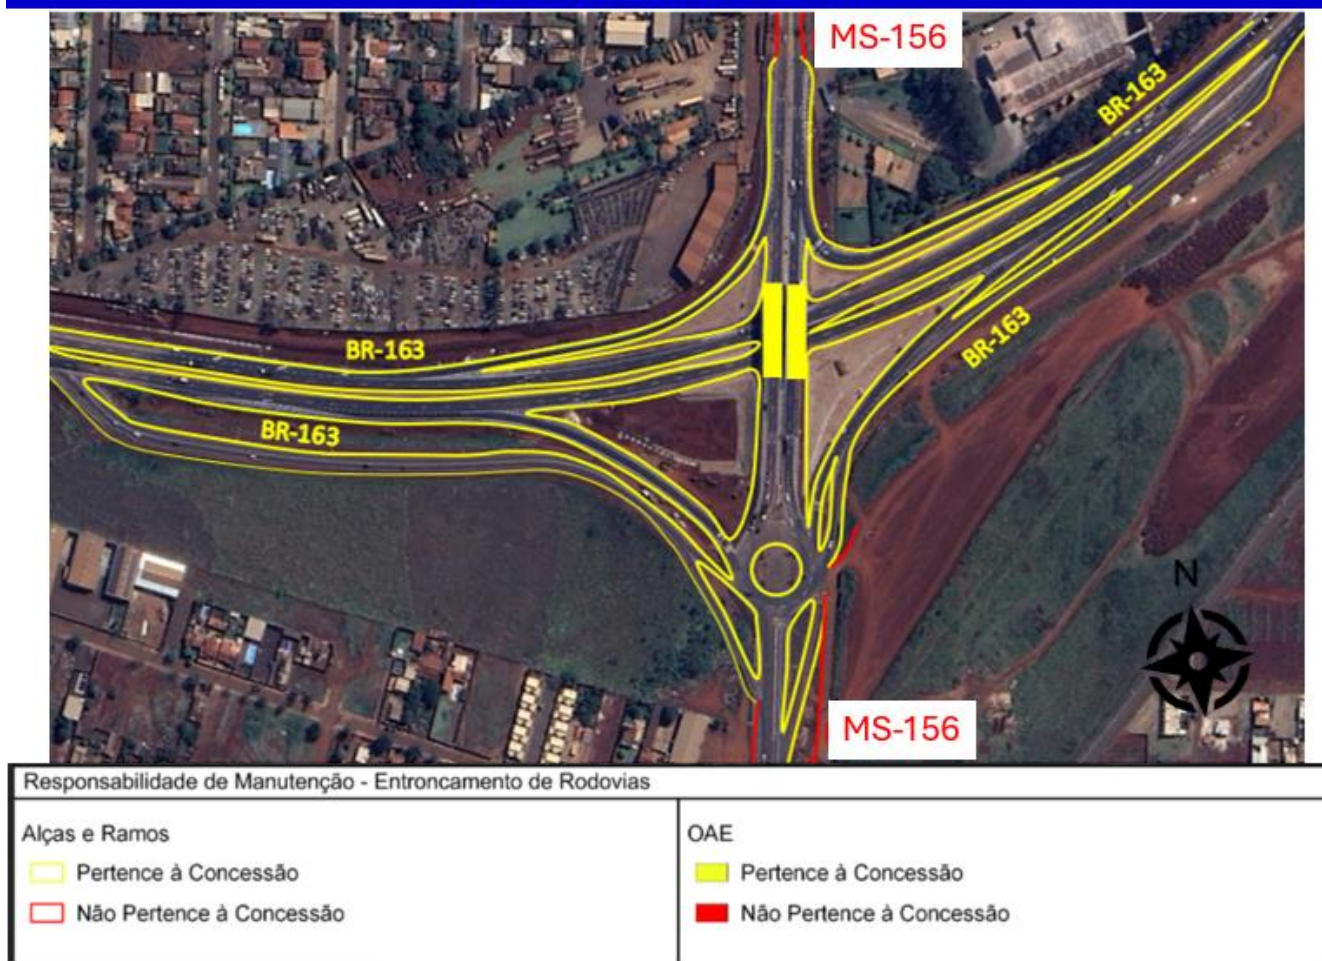 MS-156
BR-163
BR-163
BR-163
BR-163
N
MS-156
Responsabilidade de Manutenção - Entroncamento de Rodovias
Alças e Ramos
Pertence à Concessão
Não Pertence à Concessão
OAE
Pertence à Concessão
Não Pertence à Concessão